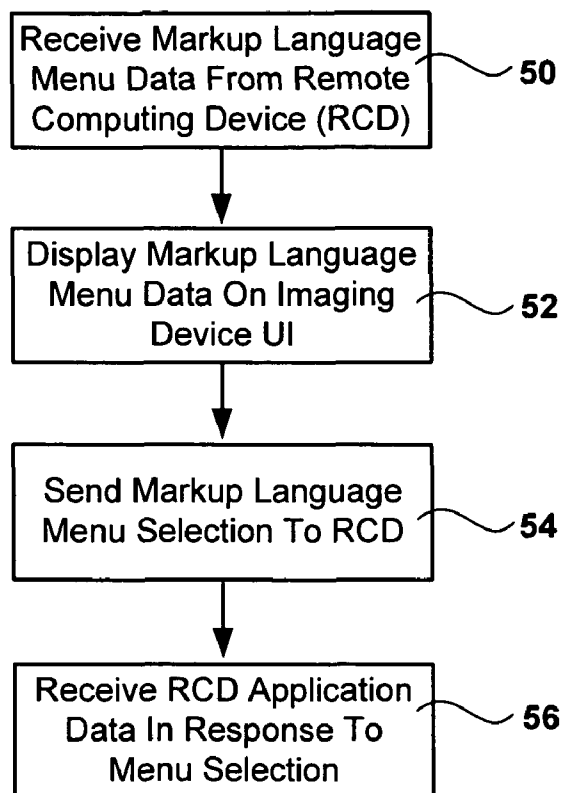 Receive Markup Language
Menu Data From Remote
Computing Device (RCD)
50
Display Markup Language
Menu Data On Imaging
Device UI
52
Send Markup Language
Menu Selection To RCD
54
Receive RCD Application
Data In Response To
Menu Selection
56